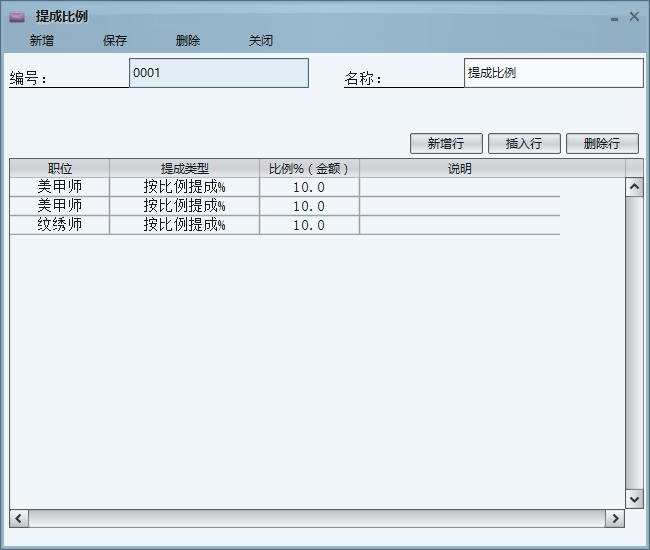 提成比例
新增 保存 删除 关闭
编号： 0001 名称： 提成比例
新增行 插入行 删除行
职位 提成类型 比例%（金额） 说明
美甲师 按比例提成% 10.0
美甲师 按比例提成% 10.0
纹绣师 按比例提成% 10.0